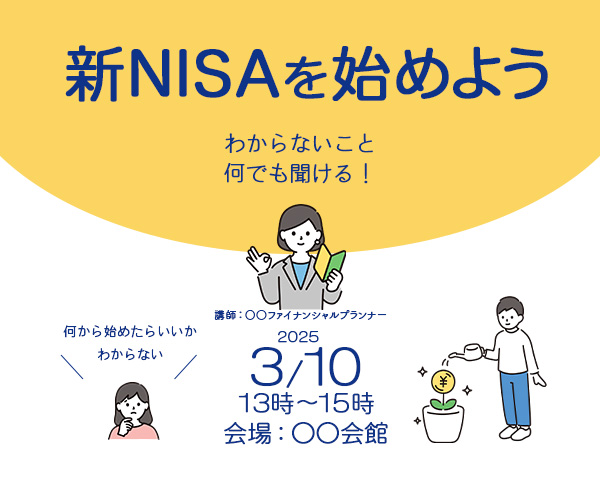 新NISAを始めよう
わからないこと
何でも聞ける！
講師：〇〇ファイナンシャルプランナー
何から始めたらいいか
わからない
2025
3/10
13時〜15時
会場：〇〇会館
¥